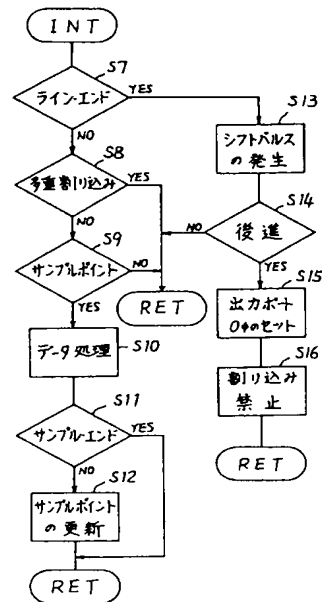 INT
S7
ライン・エンド
YES
NO
S8
多重割り込み
YES
NO
S9
サンプルポイント
NO
YES
RET
S10
データ処理
S11
サンプル・エンド
YES
NO
S12
サンプルポイント
の更新
RET
S13
シフトパルス
の発生
S14
後進
NO
YES
S15
出力ポート
0φのセット
S16
割り込み
禁止
RET